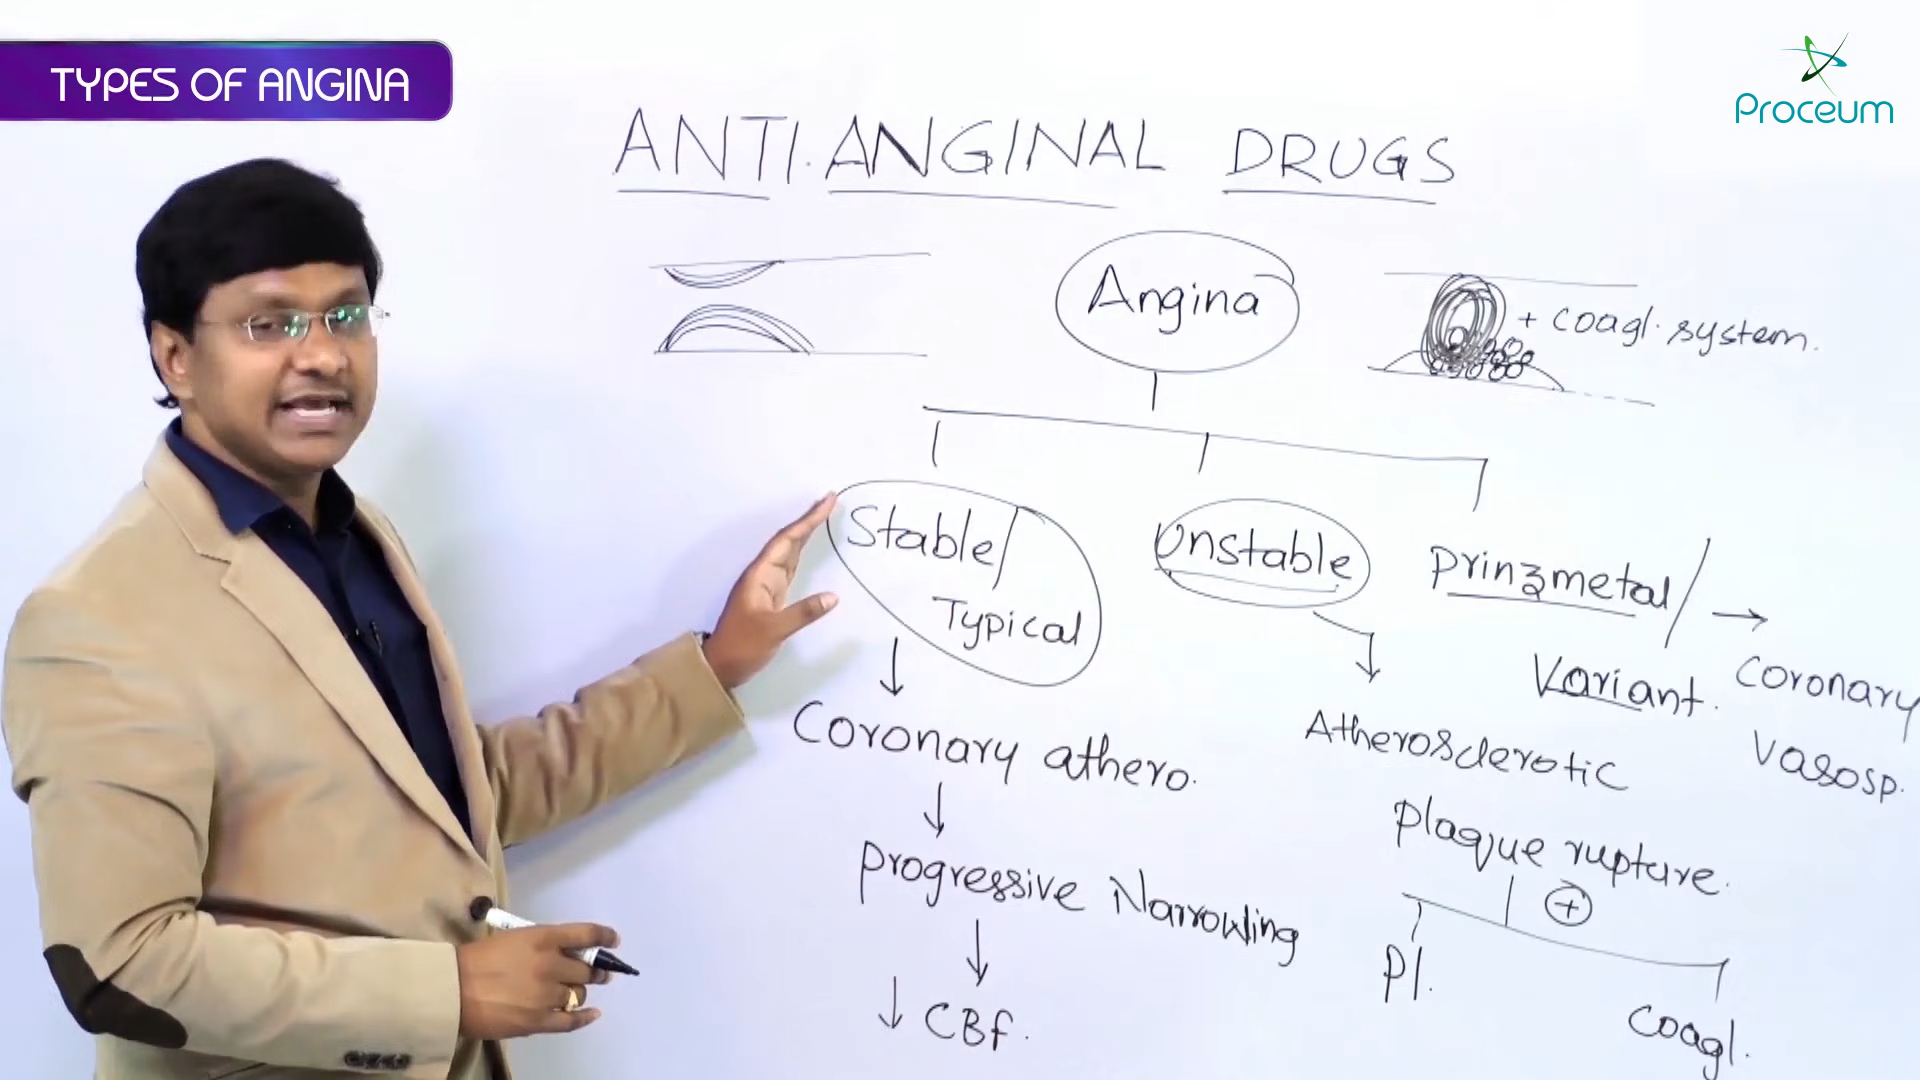 TYPES OF ANGINA
Proceum
ANTI.ANGINAL DRUGS
Angina
+ coagl. system.
Stable/
Typical
Unstable
Prinzmetal/ →
Variant.
Coronary
Vasosp.
↓
Coronary athero.
↓
Progressive Narrowing
↓
↓ CBF.
Atherosclerotic
Plaque rupture.
+
Pl.
Coagl.